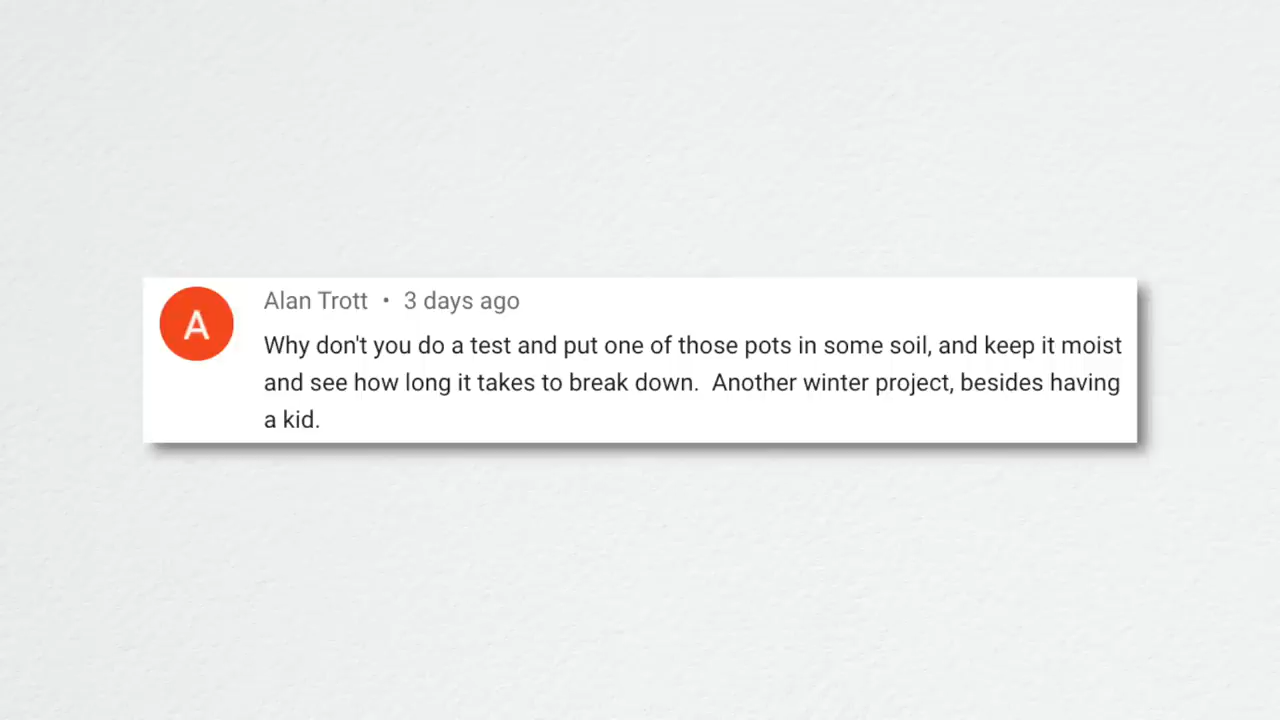 A
Alan Trott • 3 days ago
Why don't you do a test and put one of those pots in some soil, and keep it moist
and see how long it takes to break down.  Another winter project, besides having
a kid.